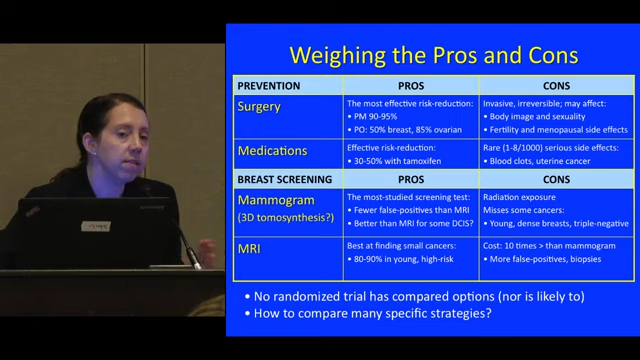 Weighing the Pros and Cons
PREVENTION PROS CONS
Surgery
The most effective risk-reduction:
• PM 90-95%
• PO: 50% breast, 85% ovarian
Invasive, irreversible; may affect:
• Body image and sexuality
• Fertility and menopausal side effects
Medications
Effective risk-reduction:
• 30-50% with tamoxifen
Rare (1-8/1000) serious side effects:
• Blood clots, uterine cancer
BREAST SCREENING PROS CONS
Mammogram
(3D tomosynthesis?)
The most-studied screening test:
• Fewer false-positives than MRI
• Better than MRI for some DCIS?
Radiation exposure
Misses some cancers:
• Young, dense breasts, triple-negative
MRI
Best at finding small cancers:
• 80-90% in young, high-risk
Cost: 10 times > than mammogram
• More false-positives, biopsies
• No randomized trial has compared options (nor is likely to)
• How to compare many specific strategies?